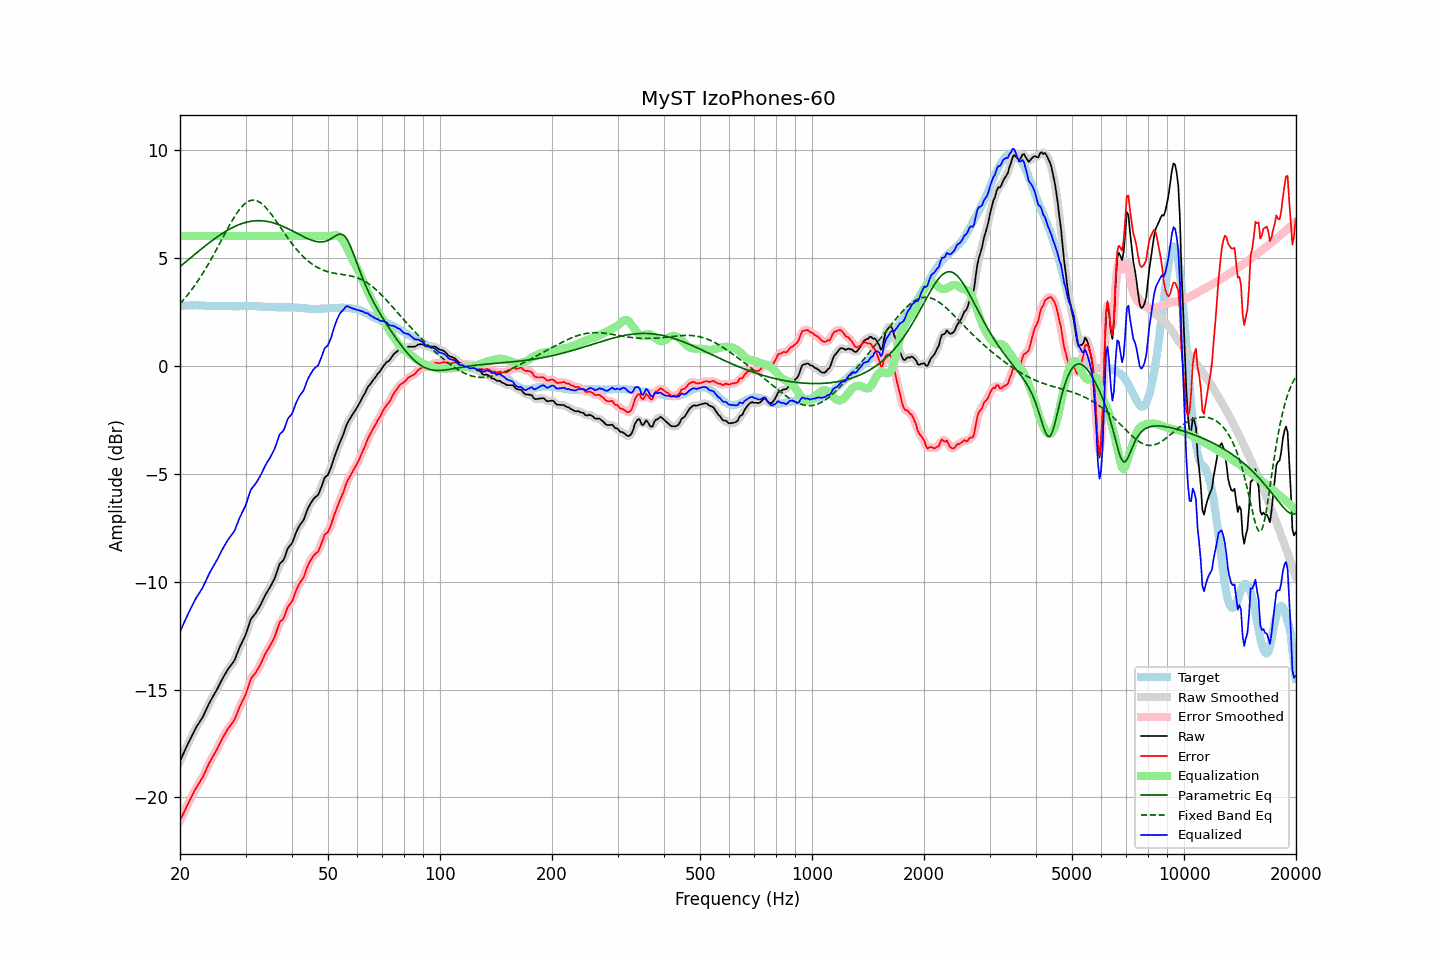 MyST IzoPhones-60
Amplitude (dBr)
10
5
0
−5
−10
−15
−20
20
50
100
200
500
1000
2000
5000
10000
20000
Frequency (Hz)
Target
Raw Smoothed
Error Smoothed
Raw
Error
Equalization
Parametric Eq
Fixed Band Eq
Equalized